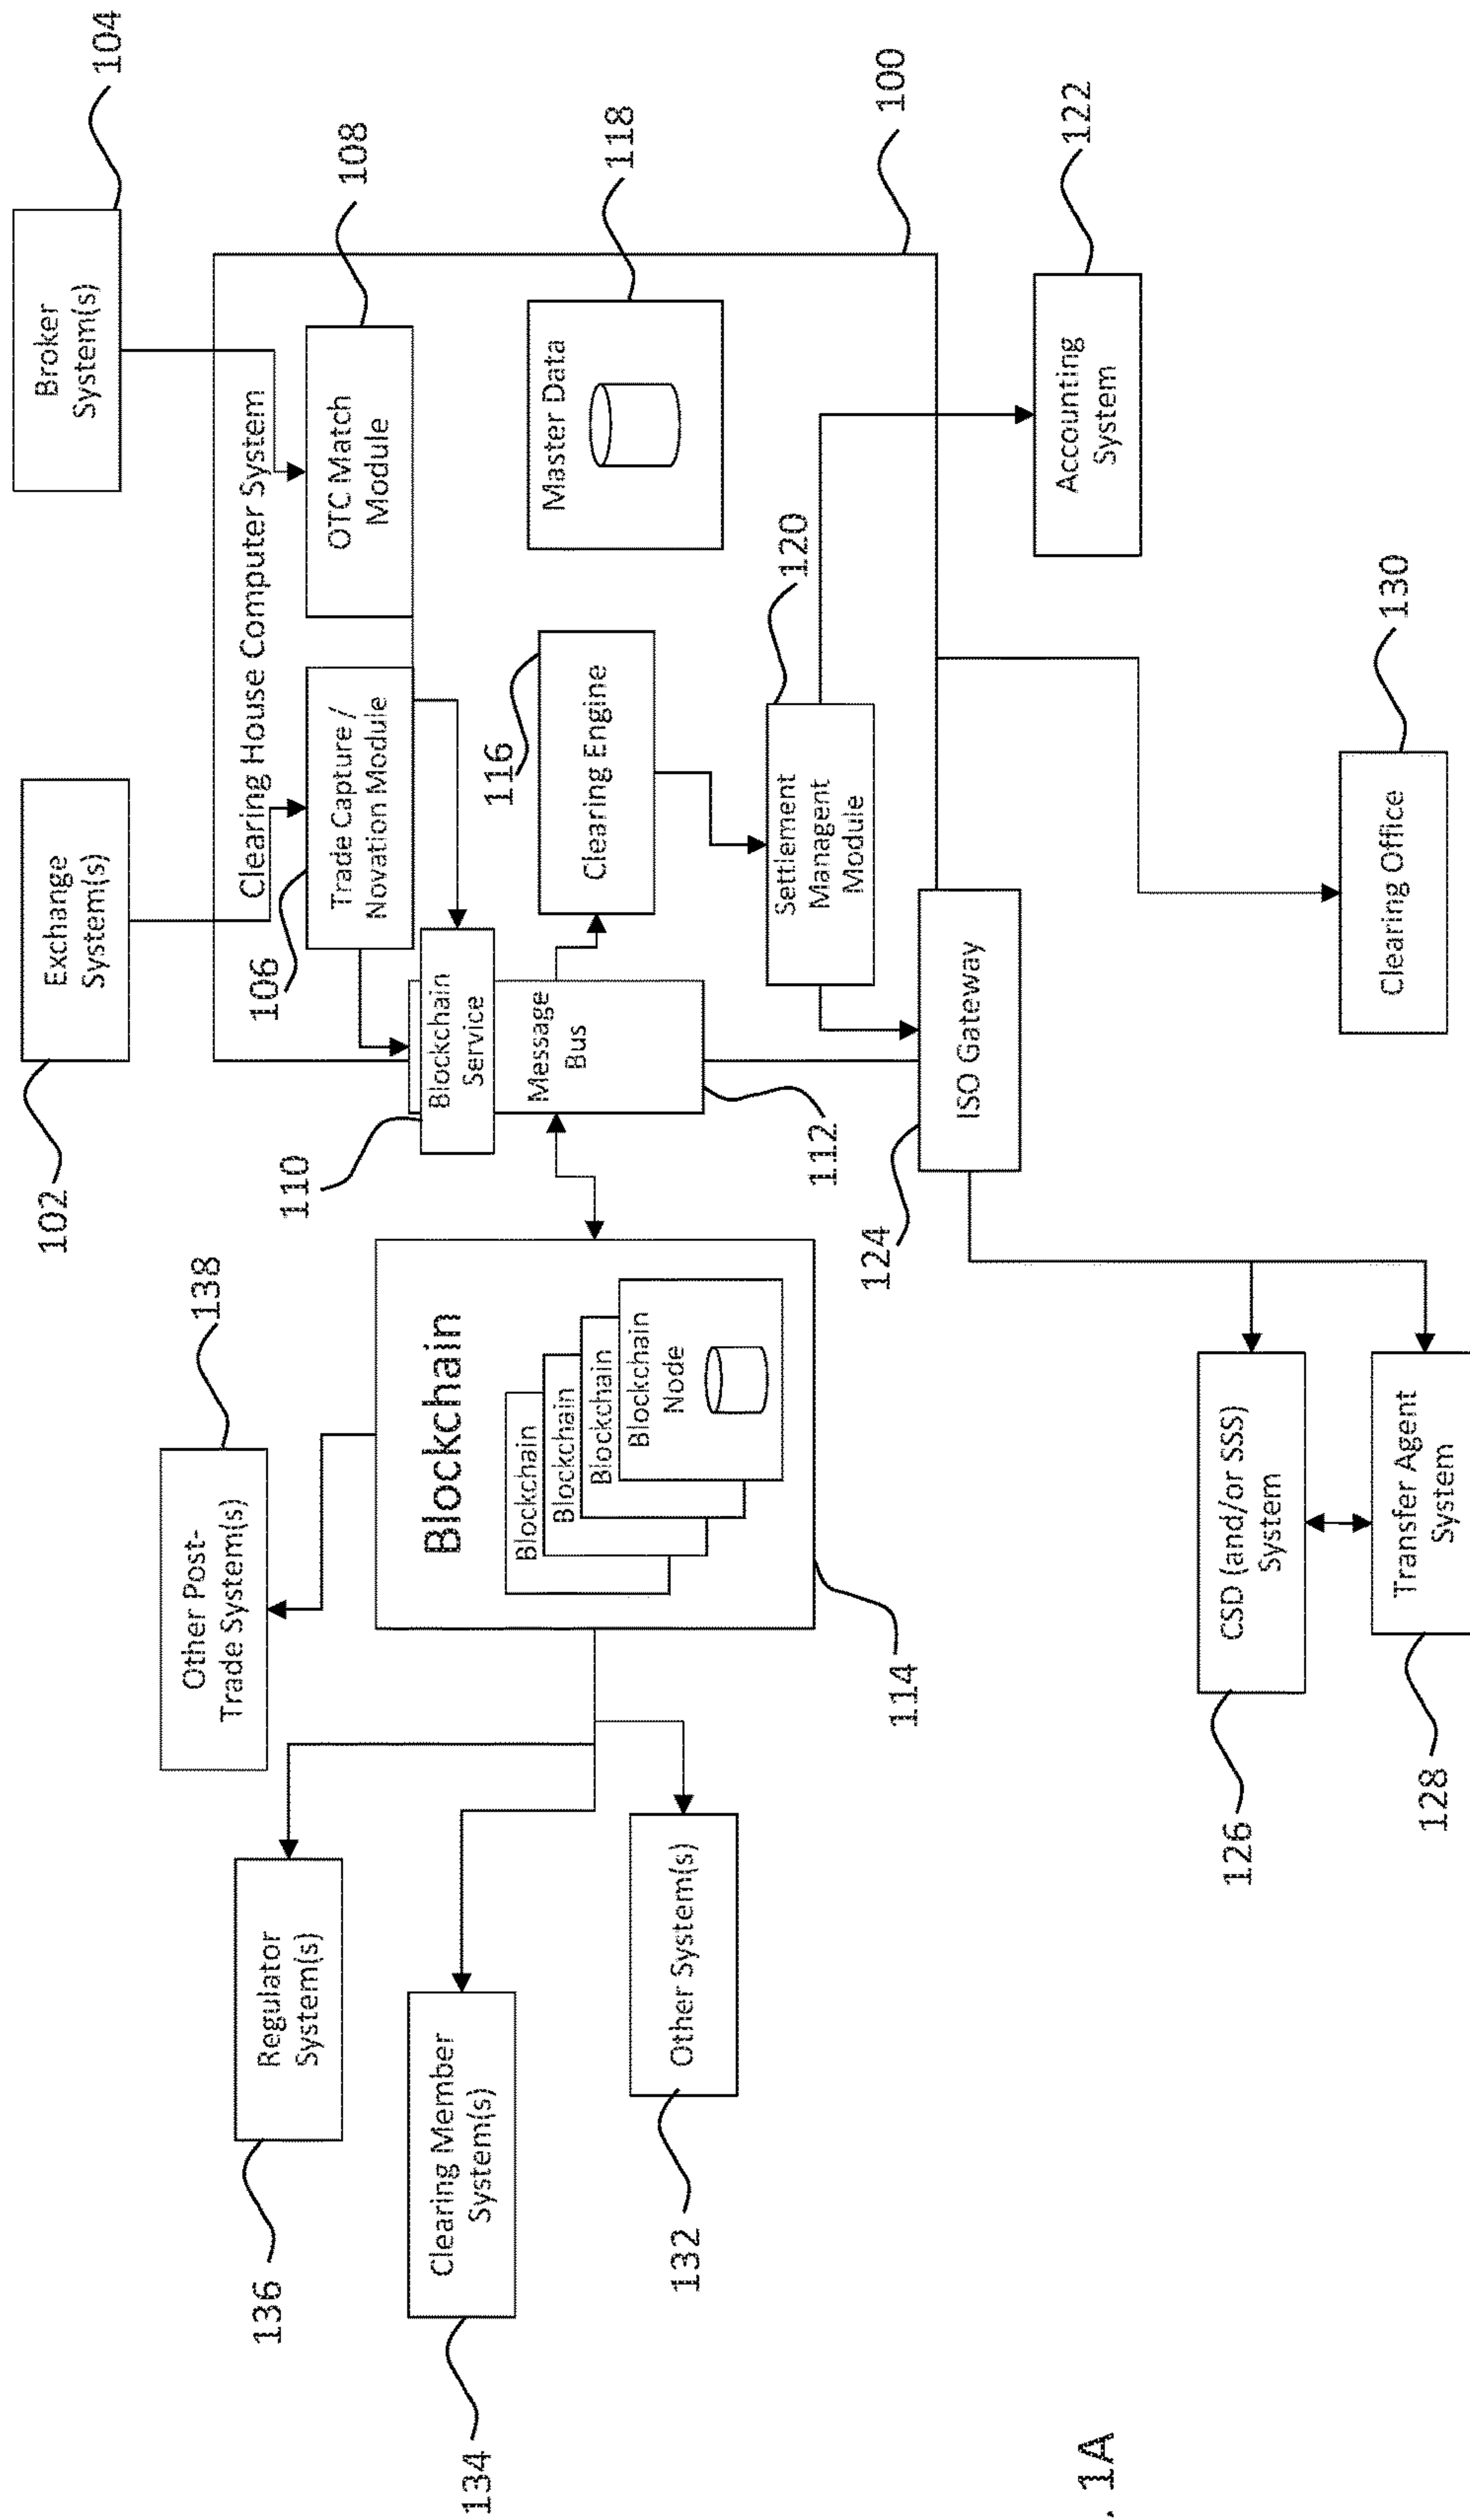 Exchange
System(s)
102
Broker
System(s)
104
Other Post-
Trade System(s)
138
Regulator
System(s)
136
Clearing House Computer System
Trade Capture /
Novation Module
106
OTC Match
Module
108
Clearing Member
System(s)
134
Blockchain
Blockchain
Blockchain
Blockchain
Blockchain
Node
114
110
Blockchain
Service
Message
Bus
112
116
Clearing Engine
Master Data
118
Other System(s)
132
Settlement
Managent
Module
120
100
124
ISO Gateway
Accounting
System
122
CSD (and/or SSS)
System
126
Transfer Agent
System
128
Clearing Office
130
. 1A